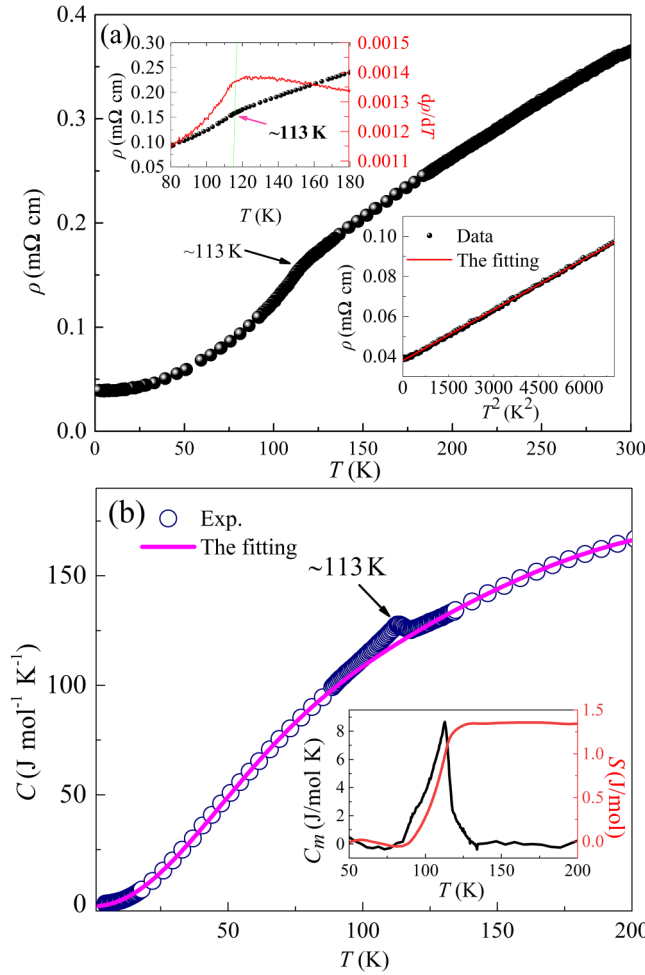 (a)
0.4
0.3
0.2
0.1
0.0
ρ (mΩ cm)
0 50 100 150 200 250 300
T (K)
~113 K
0.30
0.25
0.20
0.15
0.10
0.05
ρ (mΩ cm)
80 100 120 140 160 180
T (K)
~113 K
0.0015
0.0014
0.0013
0.0012
0.0011
dρ/dT
Data
The fitting
0.10
0.08
0.06
0.04
ρ (mΩ cm)
0 1500 3000 4500 6000
T² (K²)
(b)
Exp.
The fitting
~113 K
150
100
50
0
C (J mol⁻¹ K⁻¹)
50 100 150 200
T (K)
8
6
4
2
0
Cₘ (J/mol K)
50 100 150 200
T (K)
1.5
1.0
0.5
0.0
S(J/mol)